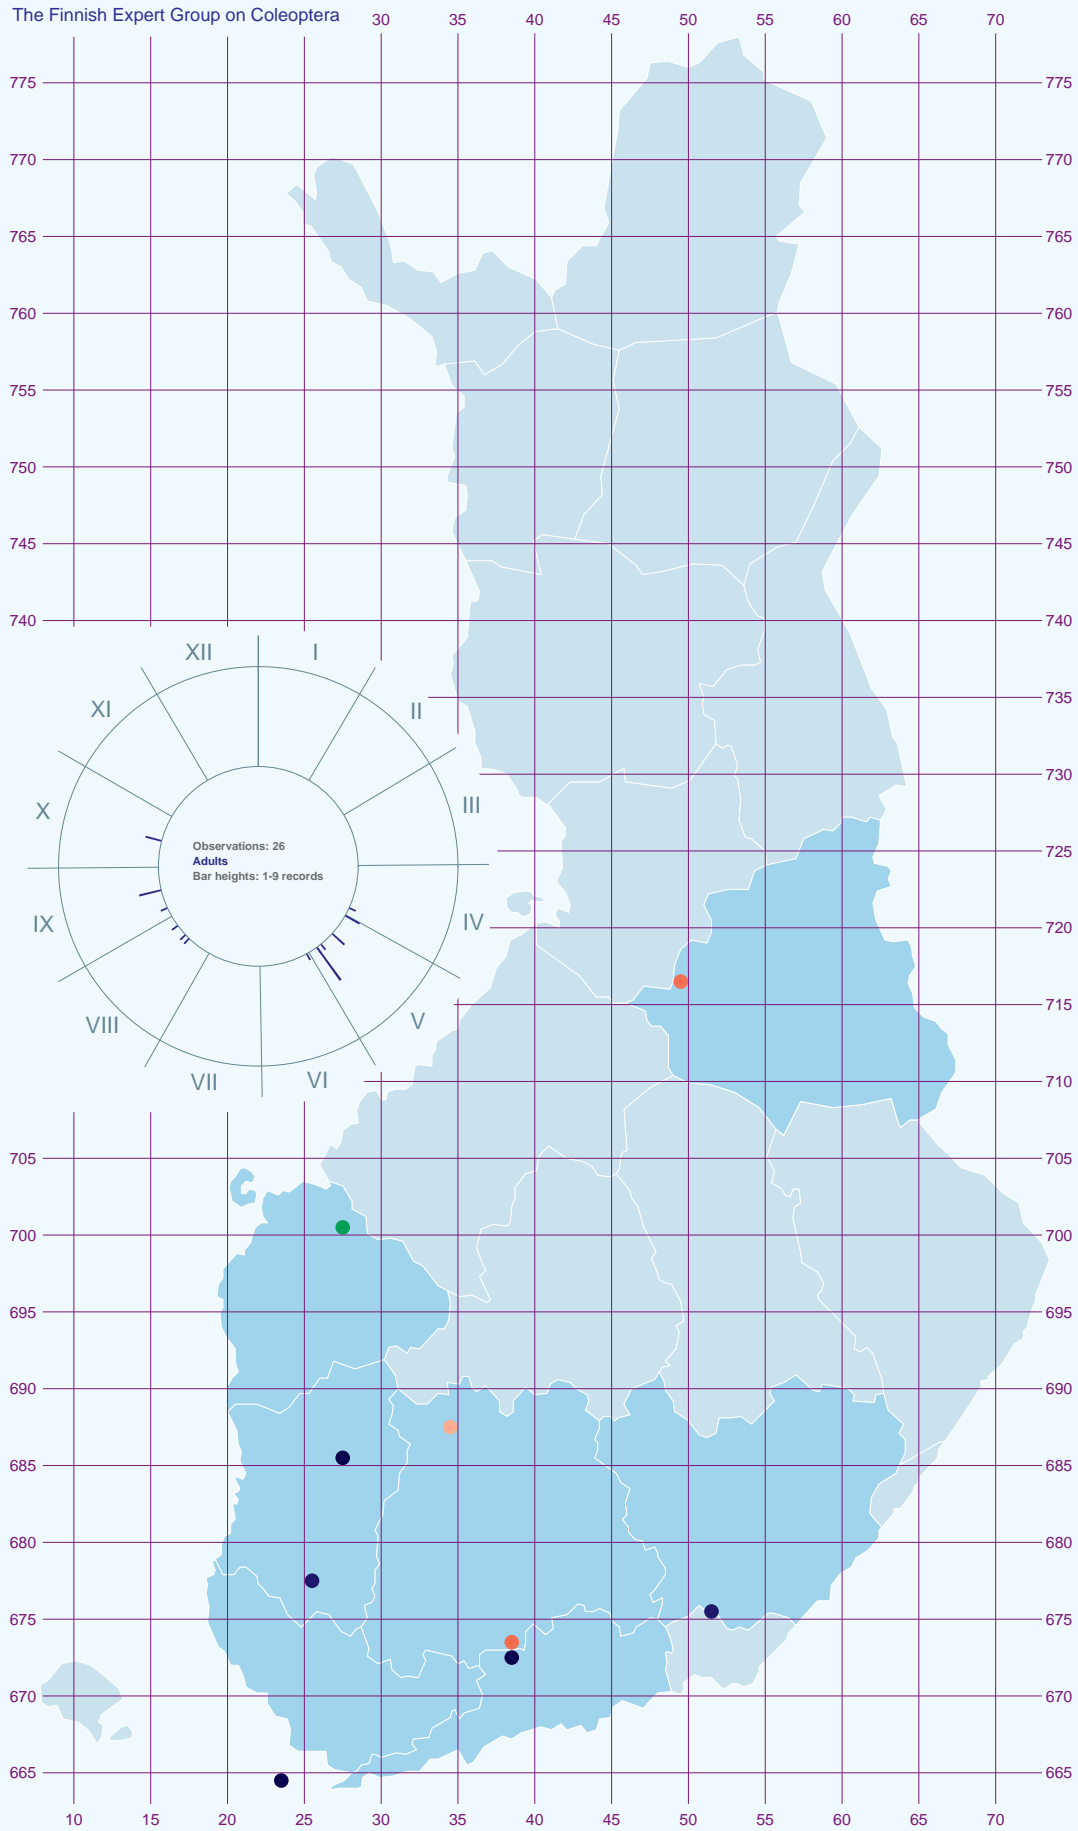 The Finnish Expert Group on Coleoptera
30 35 40 45 50 55 60 65 70
775 775
770 770
765 765
760 760
755 755
750 750
745 745
740 740
XII I
XI II
735
730
X III
725
Observations: 26
Adults
Bar heights: 1-9 records
IX IV
720
715
VIII V
VII VI
710
705 705
700 700
695 695
690 690
685 685
680 680
675 675
670 670
665 665
10 15 20 25 30 35 40 45 50 55 60 65 70